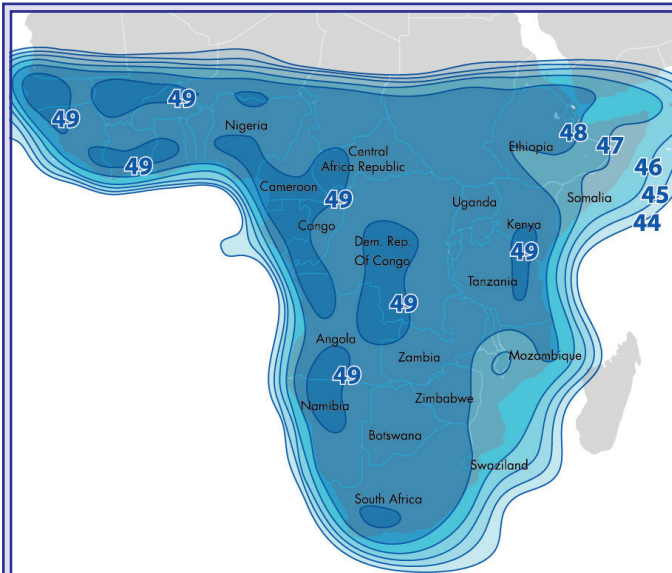 49
49
Nigeria
48
47
Ethiopia
Central
Africa Republic
49
46
Cameroon
49
Uganda
Somalia
45
Congo
Kenya
44
Dem. Rep.
Of Congo
49
Tanzania
49
Angola
Zambia
Mozambique
49
Namibia
Zimbabwe
Botswana
Swaziland
South Africa